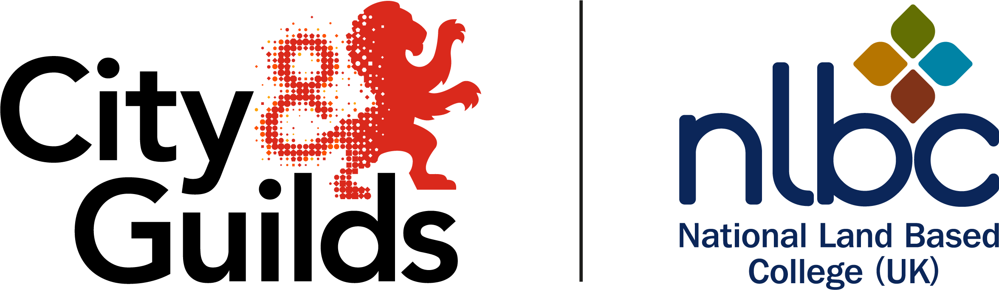 City
Guilds
nlbc
National Land Based
College (UK)